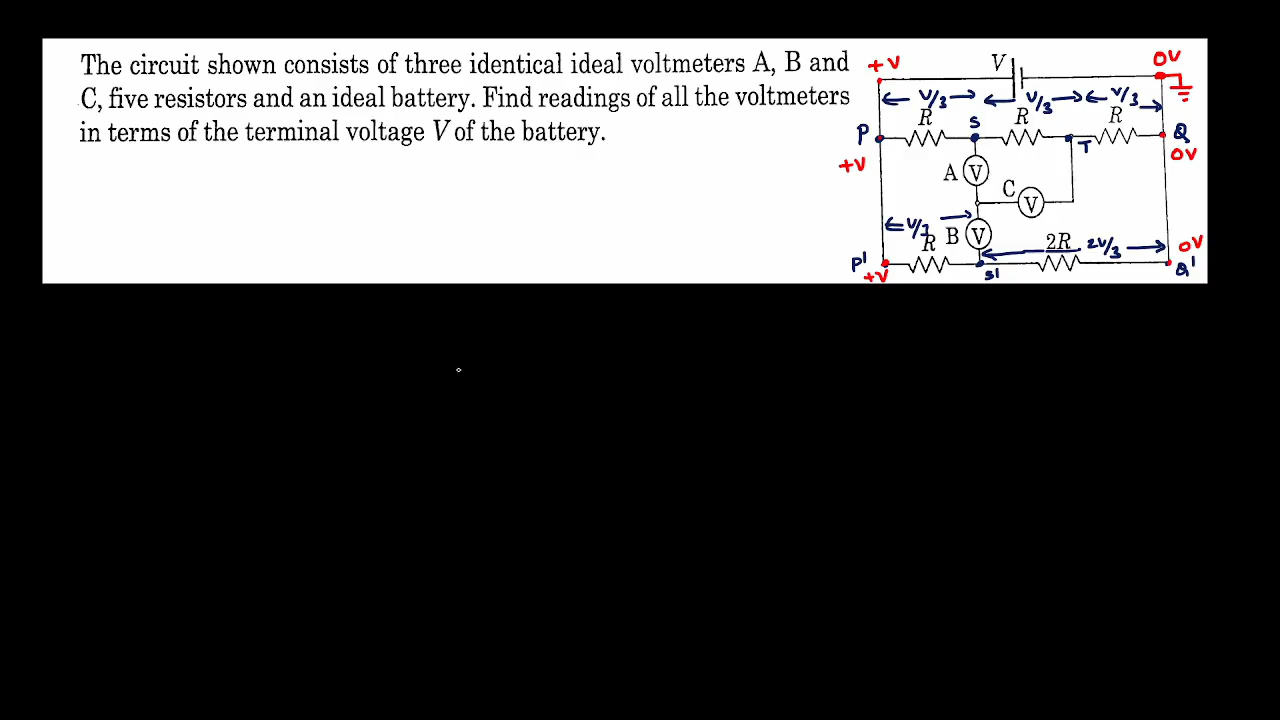 The circuit shown consists of three identical ideal voltmeters A, B and
C, five resistors and an ideal battery. Find readings of all the voltmeters
in terms of the terminal voltage V of the battery.
+V V 0V
V/3 V/3 V/3
R R R
P S T Q
+V 0V
A V
C V
V/3 B V 2V/3 0V
R 2R
P' S' Q'
+V